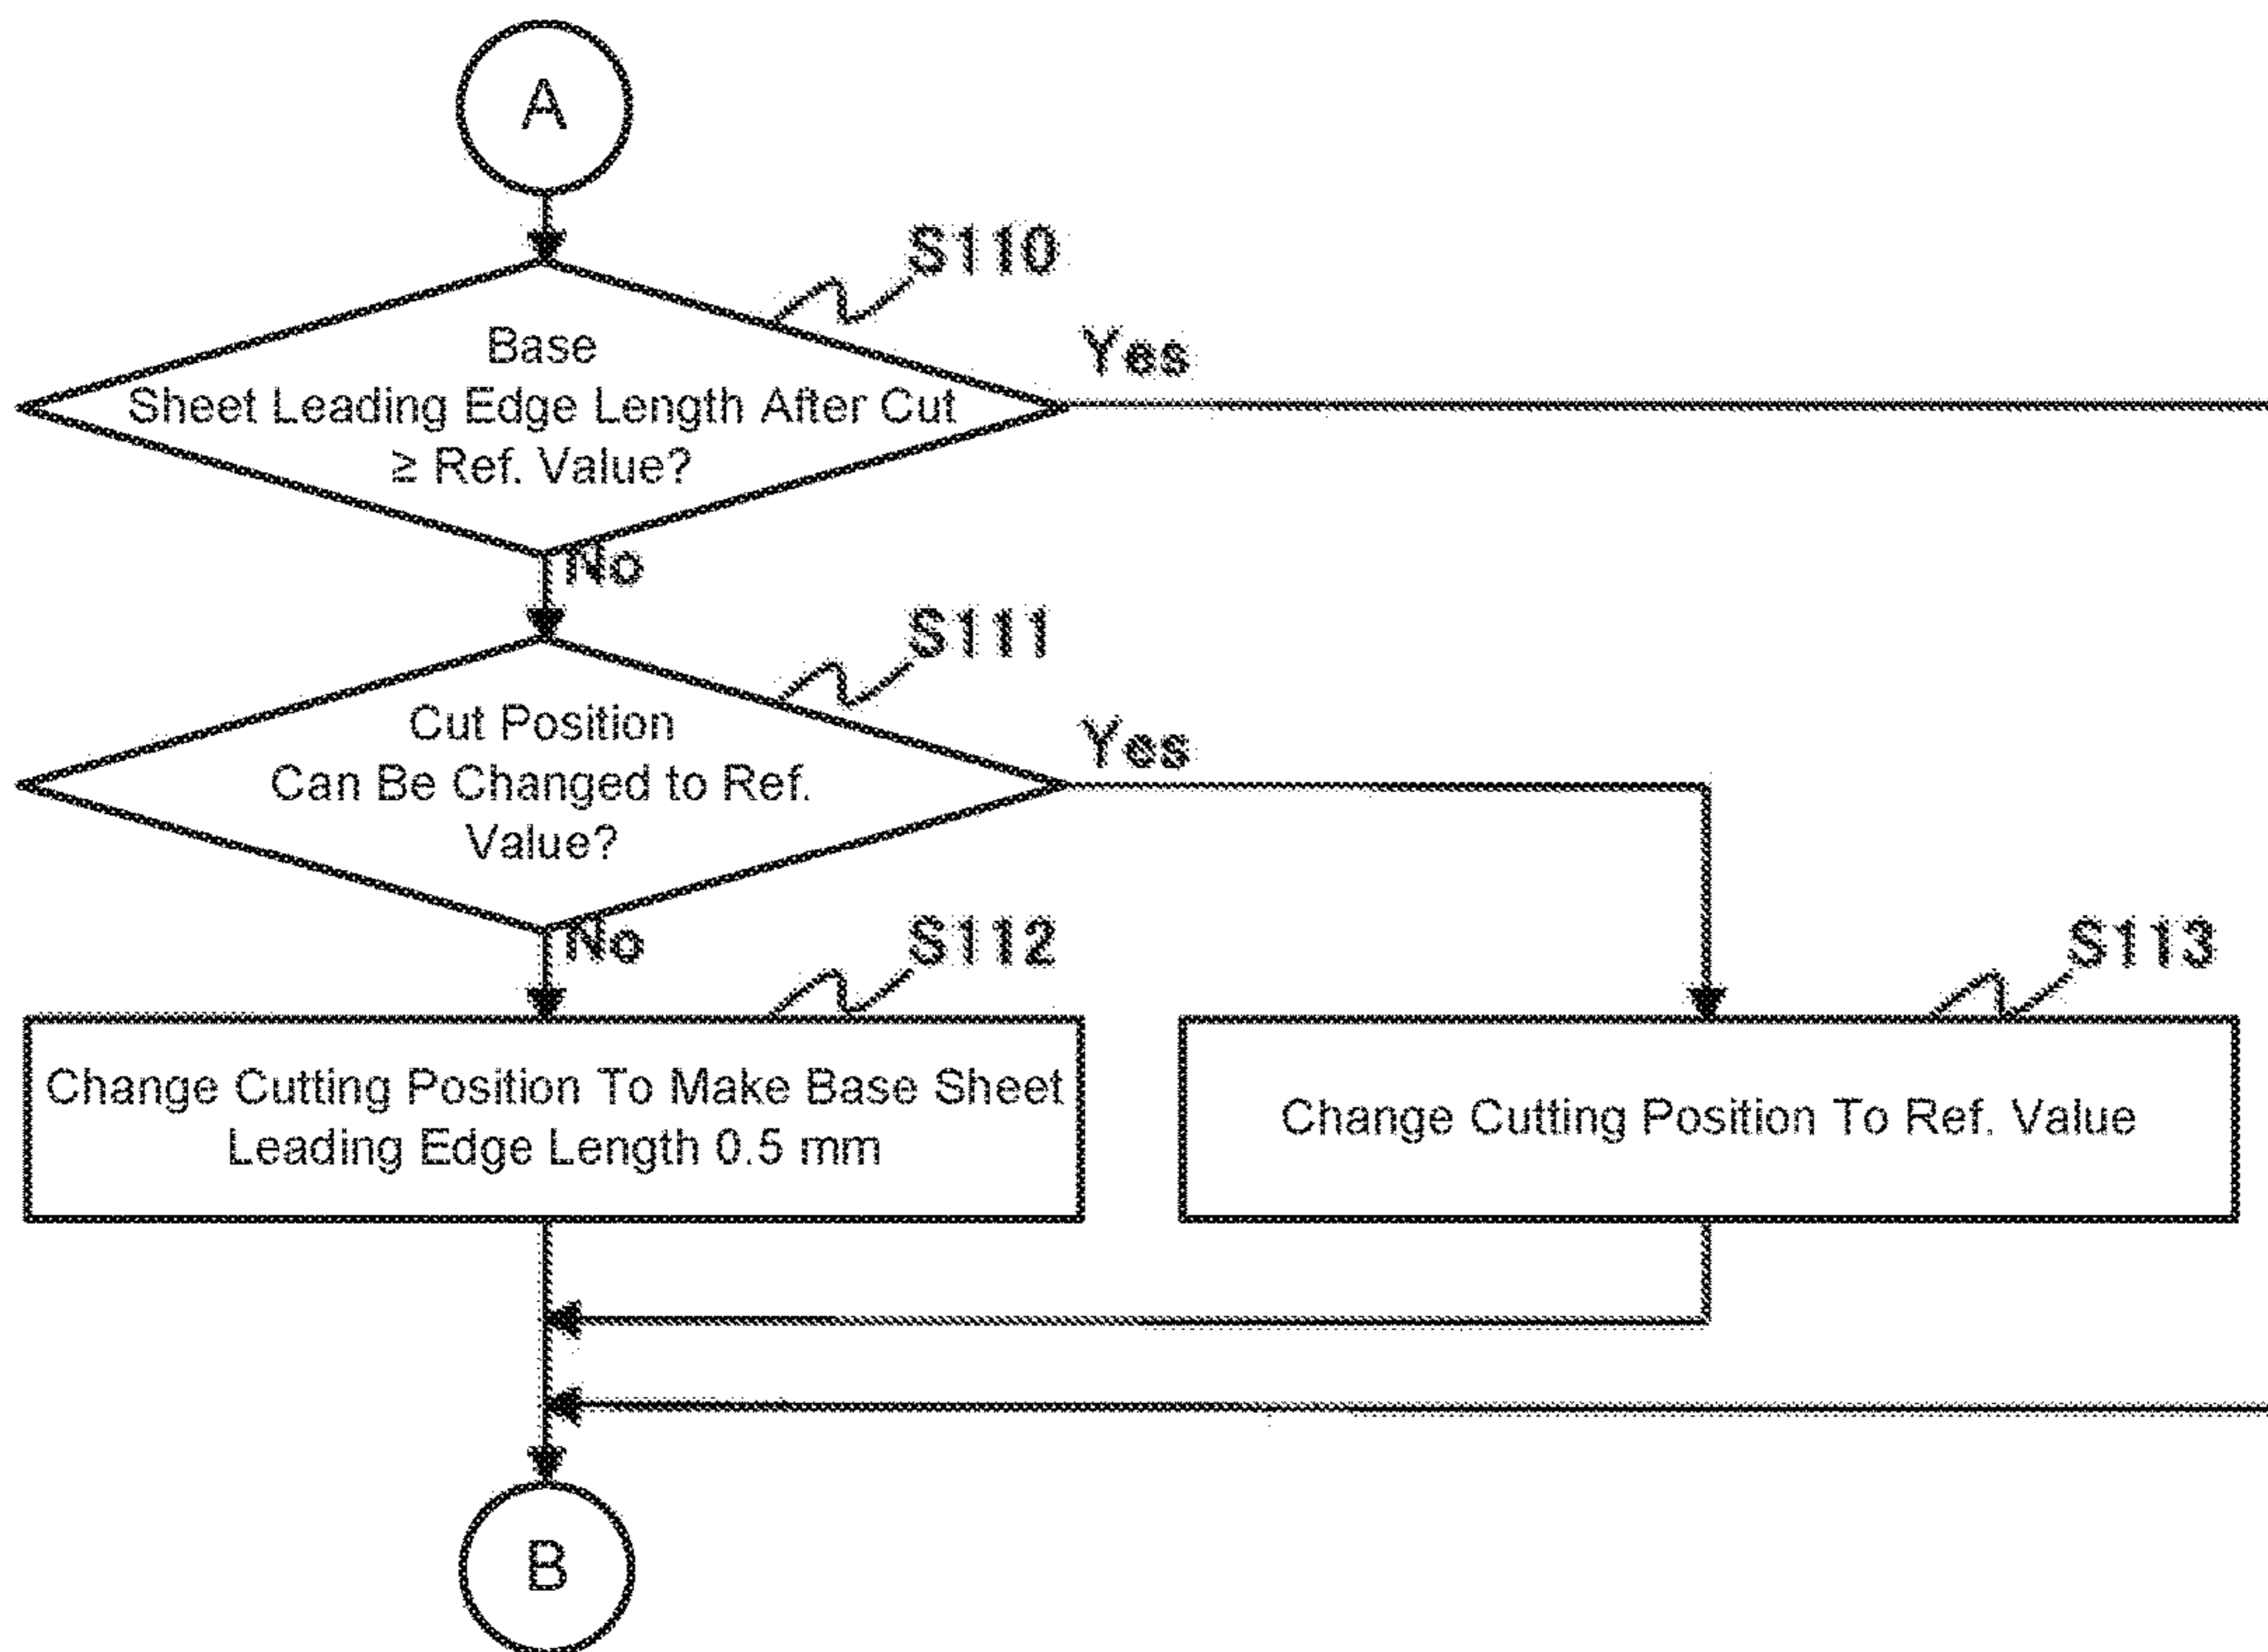 A
S110
Base
Sheet Leading Edge Length After Cut
≥ Ref. Value?
Yes
No
S111
Cut Position
Can Be Changed to Ref.
Value?
Yes
No
S112
Change Cutting Position To Make Base Sheet
Leading Edge Length 0.5 mm
S113
Change Cutting Position To Ref. Value
B